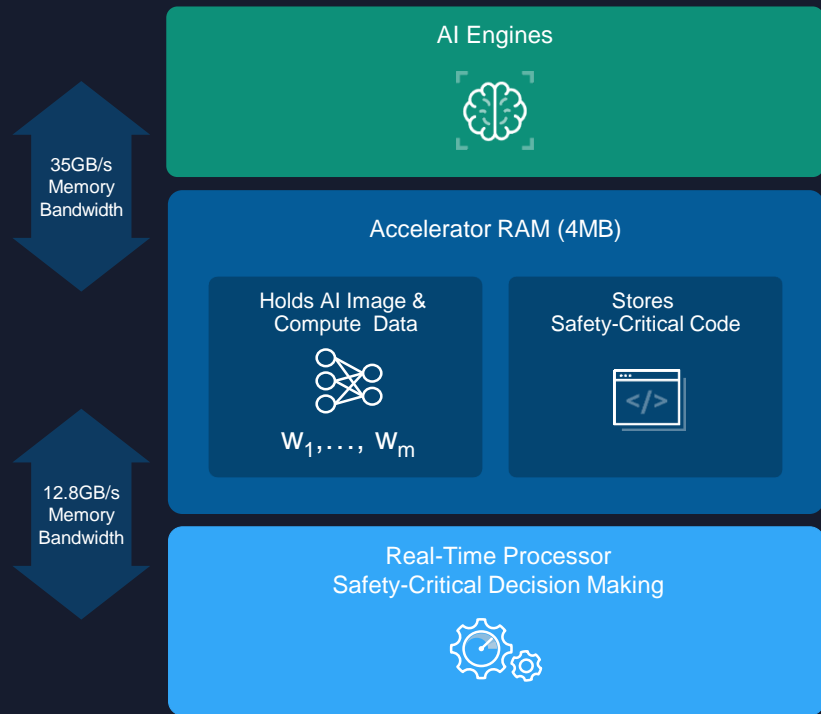 AI Engines
35GB/s
Memory
Bandwidth
Accelerator RAM (4MB)
Holds AI Image &
Compute Data
w₁,…, wₘ
Stores
Safety-Critical Code
</>
12.8GB/s
Memory
Bandwidth
Real-Time Processor
Safety-Critical Decision Making